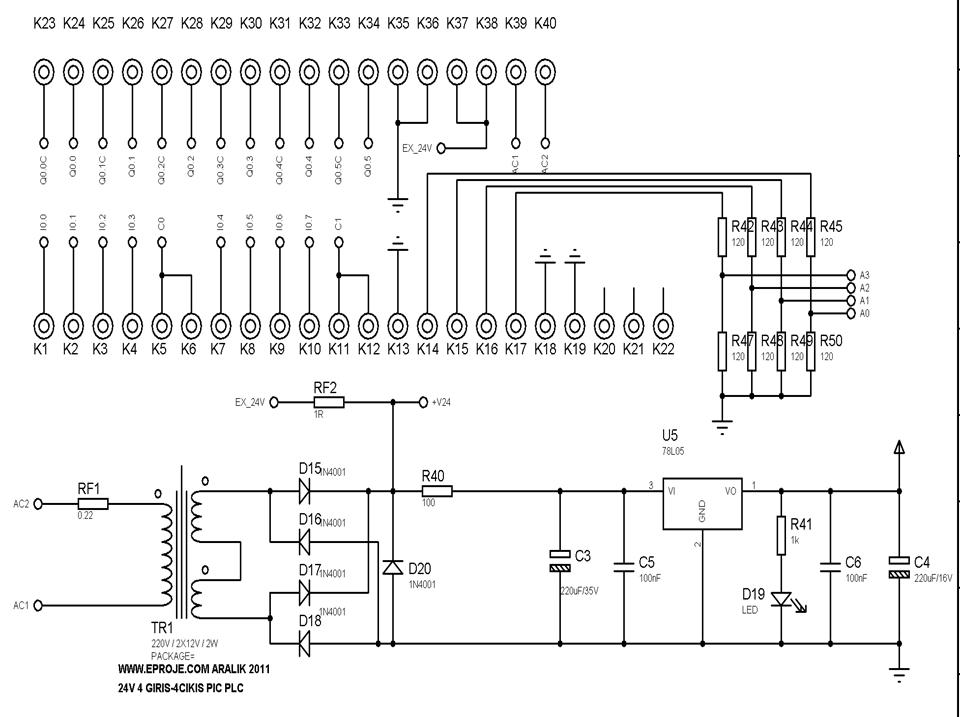 K23 K24 K25 K26 K27 K28 K29 K30 K31 K32 K33 K34 K35 K36 K37 K38 K39 K40
Q0.0C Q0.0 Q0.1C Q0.1 Q0.2C Q0.2 Q0.3C Q0.3 Q0.4C Q0.4 Q0.5C Q0.5 EX_24V AC1 AC2
I0.0 I0.1 I0.2 I0.3 C0 I0.4 I0.5 I0.6 I0.7 C1
R42 R43 R44 R45
120 120 120 120
A3
A2
A1
A0
K1 K2 K3 K4 K5 K6 K7 K8 K9 K10 K11 K12 K13 K14 K15 K16 K17 K18 K19 K20 K21 K22
R47 R48 R49 R50
120 120 120 120
RF2
EX_24V +V24
1R
U5
78L05
D15 1N4001
R40
100
3 VI VO 1
GND
2
RF1
AC2
0.22
D16 1N4001
R41
1k
C3
220uF/35V
C5
100nF
C6
100nF
C4
220uF/16V
D17 1N4001
D20
1N4001
D19
LED
AC1
1N4001
D18
TR1
220V / 2X12V / 2W
PACKAGE=
WWW.EPROJE.COM ARALIK 2011
24V 4 GIRIS-4CIKIS PIC PLC